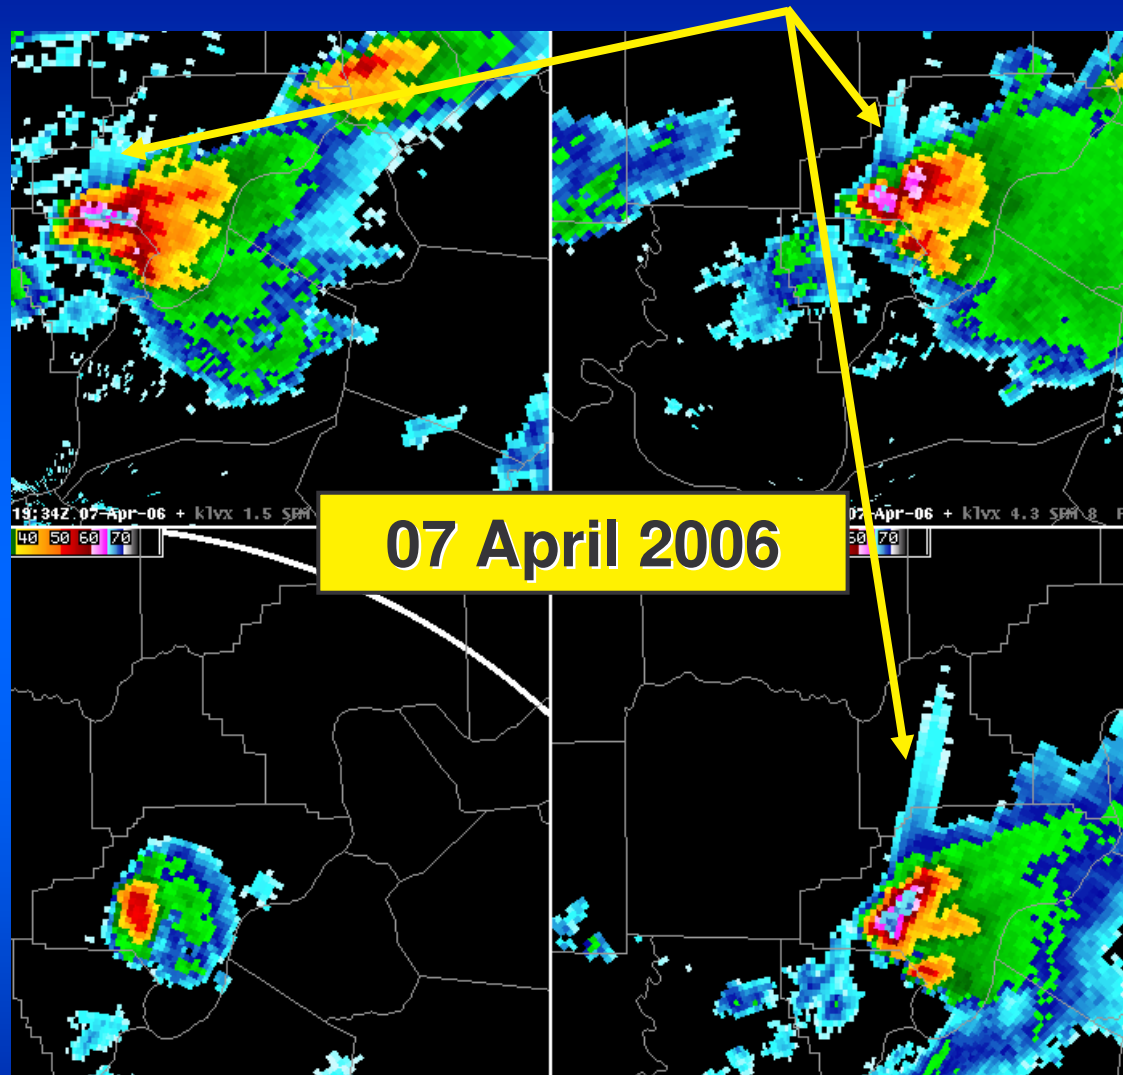 19:34Z 07-Apr-06 + klvx 1.5 SRM
07-Apr-06 + klvx 4.3 SRM 8 F
07 April 2006
40 50 60 70
60 70